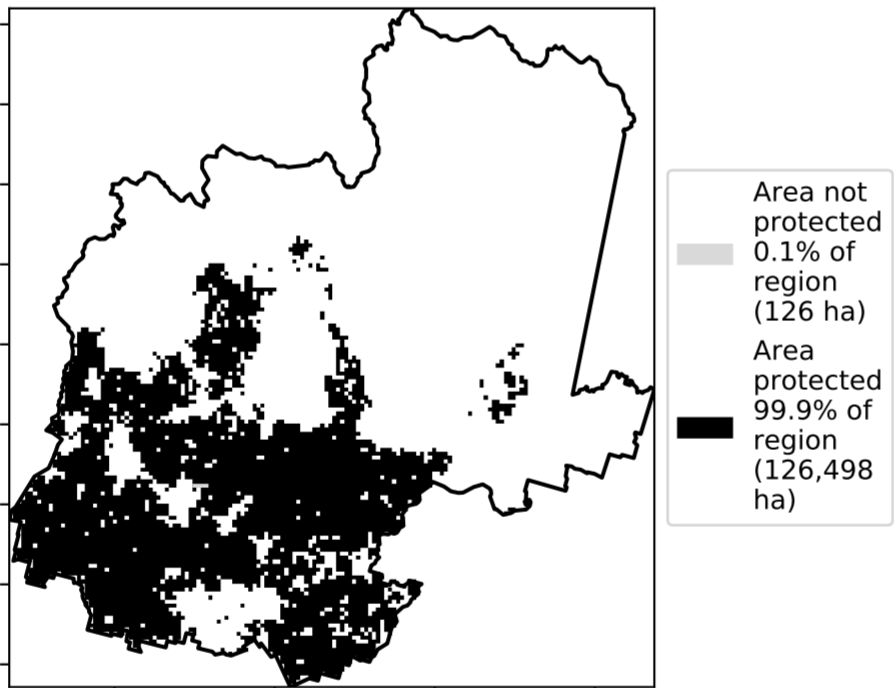 Area not
protected
0.1% of
region
(126 ha)
Area
protected
99.9% of
region
(126,498
ha)